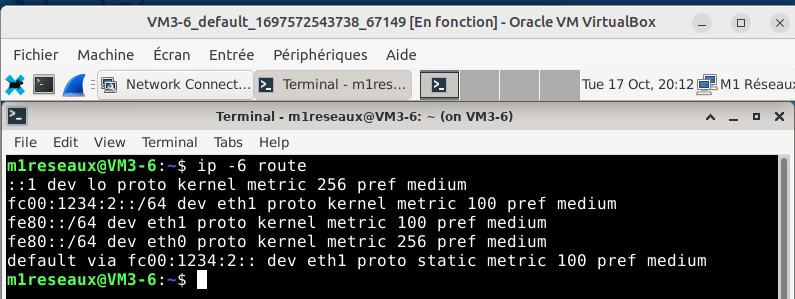 VM3-6_default_1697572543738_67149 [En fonction] - Oracle VM VirtualBox
Fichier Machine Écran Entrée Périphériques Aide
Network Connect... Terminal - m1res... Tue 17 Oct, 20:12 M1 Réseaux
Terminal - m1reseaux@VM3-6: ~ (on VM3-6)
File Edit View Terminal Tabs Help
m1reseaux@VM3-6:~$ ip -6 route
::1 dev lo proto kernel metric 256 pref medium
fc00:1234:2::/64 dev eth1 proto kernel metric 100 pref medium
fe80::/64 dev eth1 proto kernel metric 100 pref medium
fe80::/64 dev eth0 proto kernel metric 256 pref medium
default via fc00:1234:2:: dev eth1 proto static metric 100 pref medium
m1reseaux@VM3-6:~$